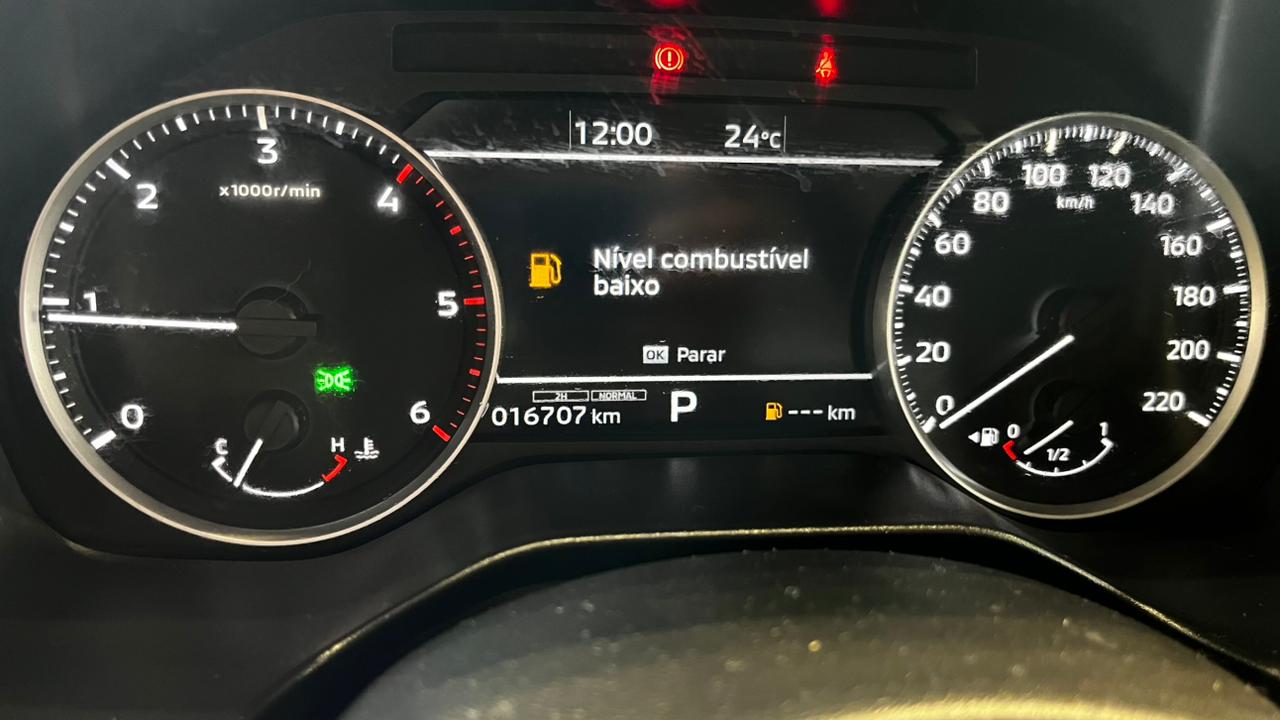 12:00 24°C
3
2
x1000r/min
4
1
5
0
6
C H
Nível combustível
baixo
OK Parar
2H NORMAL
016707 km P --- km
100 120
80 km/h 140
60 160
40 180
20 200
0 220
0 1/2 1